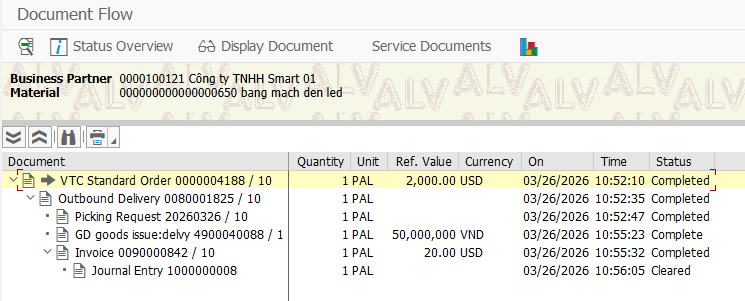 Document Flow
Status Overview Display Document Service Documents
Business Partner 0000100121 Công ty TNHH Smart 01
Material 000000000000000650 bang mach den led
ALV ALV ALV ALV ALV
Document Quantity Unit Ref. Value Currency On Time Status
VTC Standard Order 0000004188 / 10 1 PAL 2,000.00 USD 03/26/2026 10:52:10 Completed
Outbound Delivery 0080001825 / 10 1 PAL 03/26/2026 10:52:35 Completed
Picking Request 20260326 / 10 1 PAL 03/26/2026 10:52:47 Completed
GD goods issue:delvy 4900040088 / 1 1 PAL 50,000,000 VND 03/26/2026 10:55:23 Complete
Invoice 0090000842 / 10 1 PAL 20.00 USD 03/26/2026 10:55:32 Completed
Journal Entry 1000000008 1 PAL 03/26/2026 10:56:05 Cleared